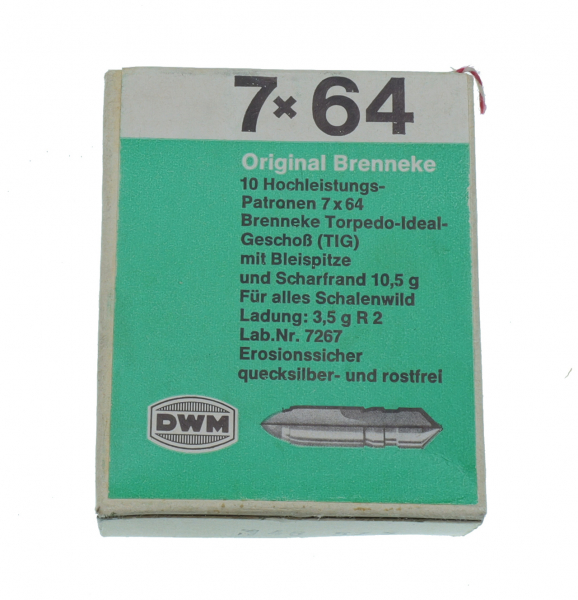 7 x 64
Original Brenneke
10 Hochleistungs-
Patronen 7 x 64
Brenneke Torpedo-Ideal-
Geschoß (TIG)
mit Bleispitze
und Scharfrand 10,5 g
Für alles Schalenwild
Ladung: 3,5 g R 2
Lab.Nr. 7267
Erosionssicher
quecksilber- und rostfrei
DWM